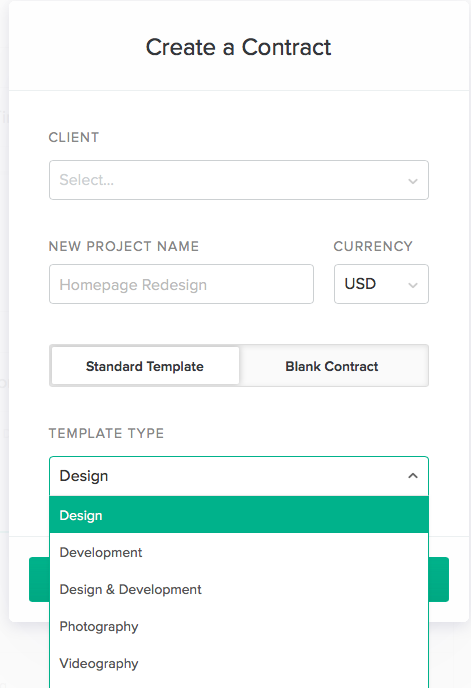 Create a Contract
CLIENT
Select...
NEW PROJECT NAME CURRENCY
Homepage Redesign USD
Standard Template Blank Contract
TEMPLATE TYPE
Design
Design
Development
Design & Development
Photography
Videography